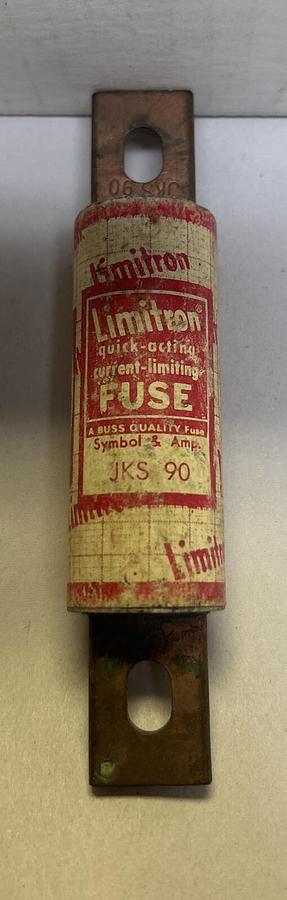 JKS 90
Limitron
Limitron
quick-acting
current-limiting
FUSE
A BUSS QUALITY Fuse
Symbol & Amp.
JKS 90
Limitron
Limitr